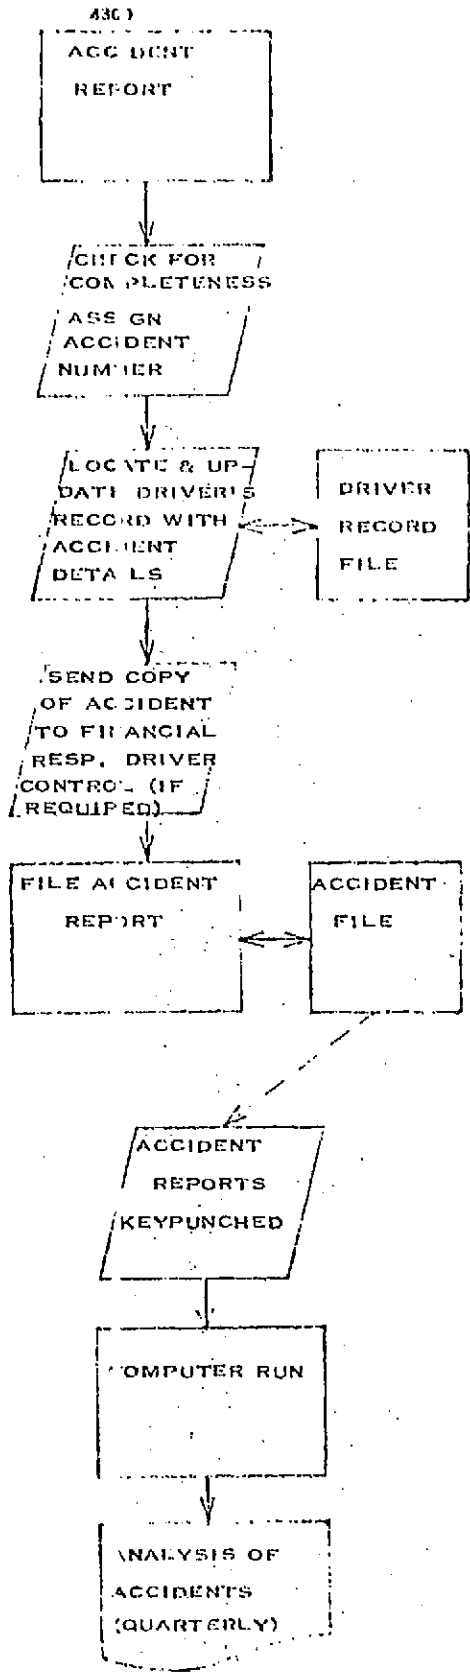 430)
ACCIDENT
REPORT
CHECK FOR
COMPLETENESS
ASSIGN
ACCIDENT
NUMBER
LOCATE & UP-
DATE DRIVER'S
RECORD WITH
ACCIDENT
DETAILS
DRIVER
RECORD
FILE
SEND COPY
OF ACCIDENT
TO FINANCIAL
RESP. DRIVER
CONTROL (IF
REQUIRED)
FILE ACCIDENT
REPORT
ACCIDENT
FILE
ACCIDENT
REPORTS
KEYPUNCHED
COMPUTER RUN
ANALYSIS OF
ACCIDENTS
(QUARTERLY)